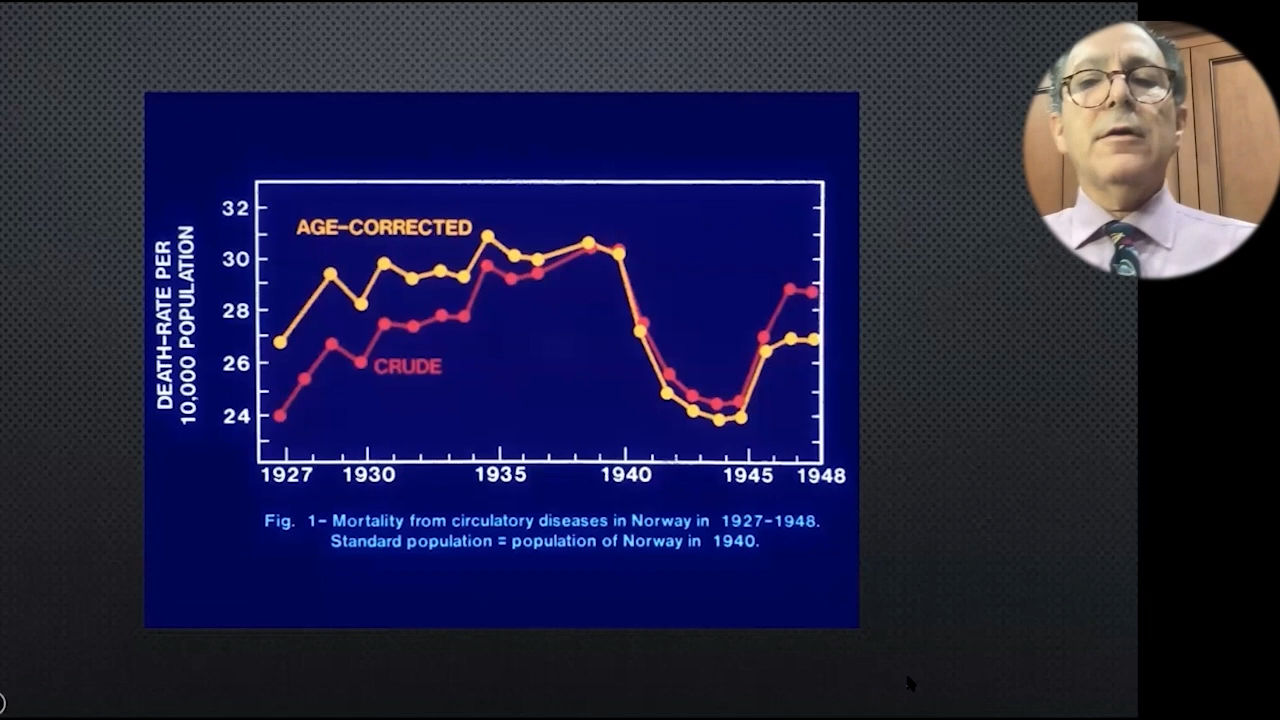 DEATH-RATE PER
10,000 POPULATION
32
30
28
26
24
AGE-CORRECTED
CRUDE
1927 1930 1935 1940 1945 1948
Fig. 1- Mortality from circulatory diseases in Norway in 1927-1948.
Standard population = population of Norway in 1940.